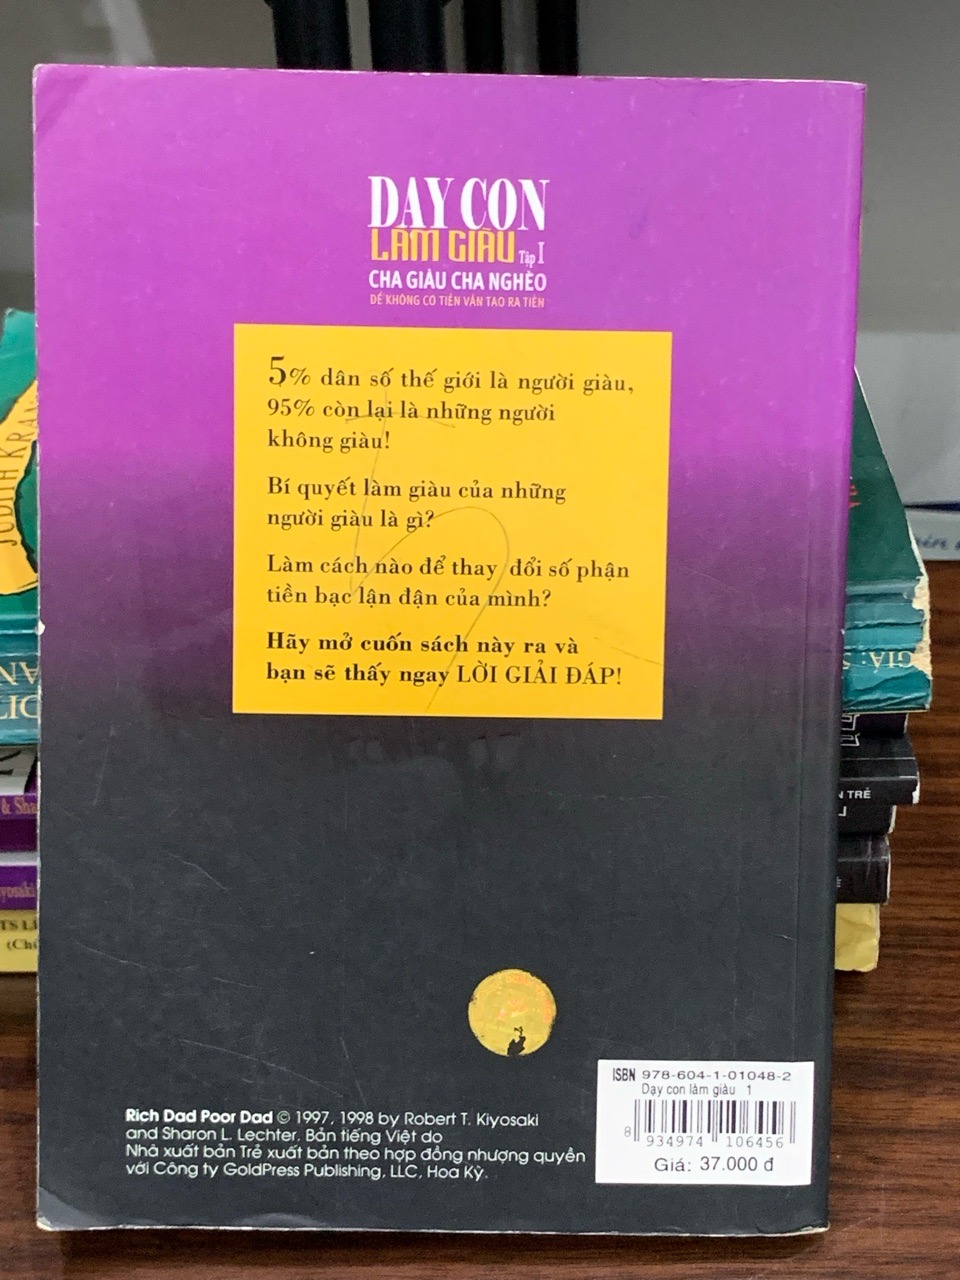 DẠY CON
LÀM GIÀU Tập I
CHA GIÀU CHA NGHÈO
ĐỂ KHÔNG CÓ TIỀN VẪN TẠO RA TIỀN
5% dân số thế giới là người giàu,
95% còn lại là những người
không giàu!
Bí quyết làm giàu của những
người giàu là gì?
Làm cách nào để thay đổi số phận
tiền bạc lận đận của mình?
Hãy mở cuốn sách này ra và
bạn sẽ thấy ngay LỜI GIẢI ĐÁP!
Rich Dad Poor Dad © 1997, 1998 by Robert T. Kiyosaki
and Sharon L. Lechter. Bản tiếng Việt do
Nhà xuất bản Trẻ xuất bản theo hợp đồng nhượng quyền
với Công ty GoldPress Publishing, LLC, Hoa Kỳ.
ISBN 978-604-1-01048-2
Dạy con làm giàu 1
8 934974 106456
Giá: 37.000 đ
JUDITH
& Sha
TS
(Chú
GIÁ:
TRẺ